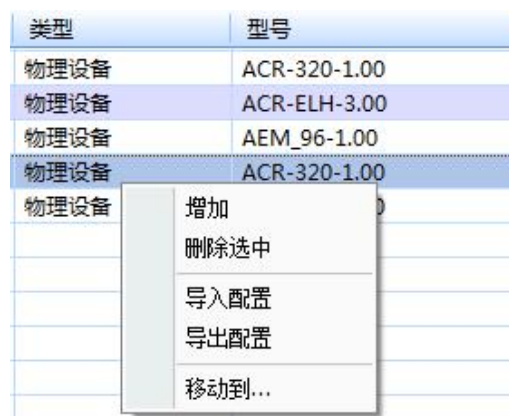 类型 型号
物理设备 ACR-320-1.00
物理设备 ACR-ELH-3.00
物理设备 AEM_96-1.00
物理设备 ACR-320-1.00
物理设备
增加
删除选中
导入配置
导出配置
移动到...